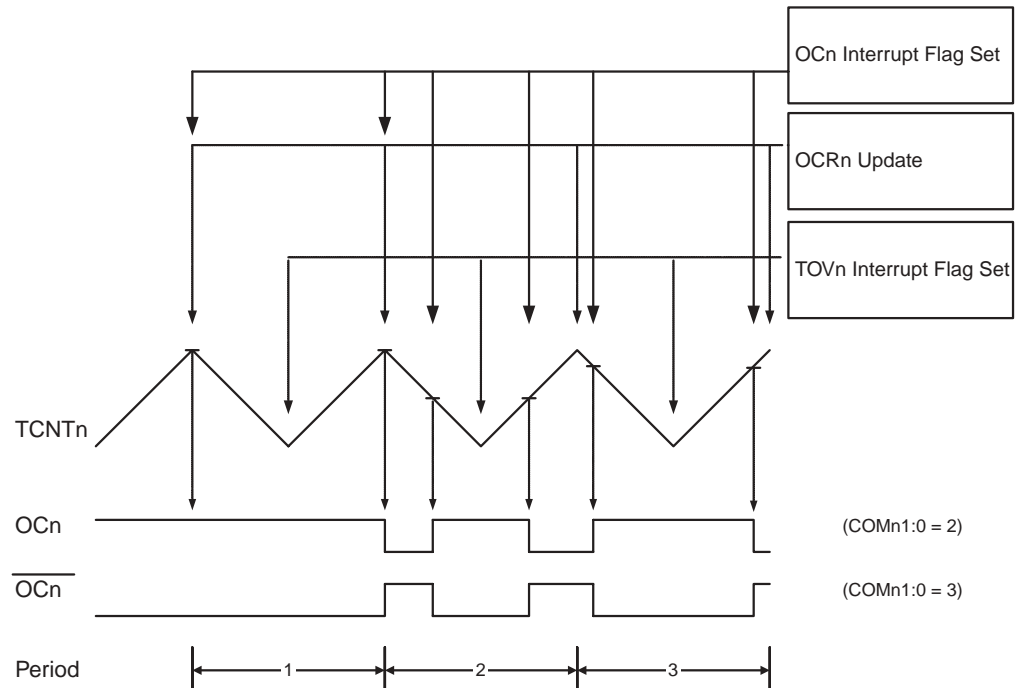 OCn Interrupt Flag Set
OCRn Update
TOVn Interrupt Flag Set
TCNTn
OCn
(COMn1:0 = 2)
OCn
(COMn1:0 = 3)
Period
1
2
3